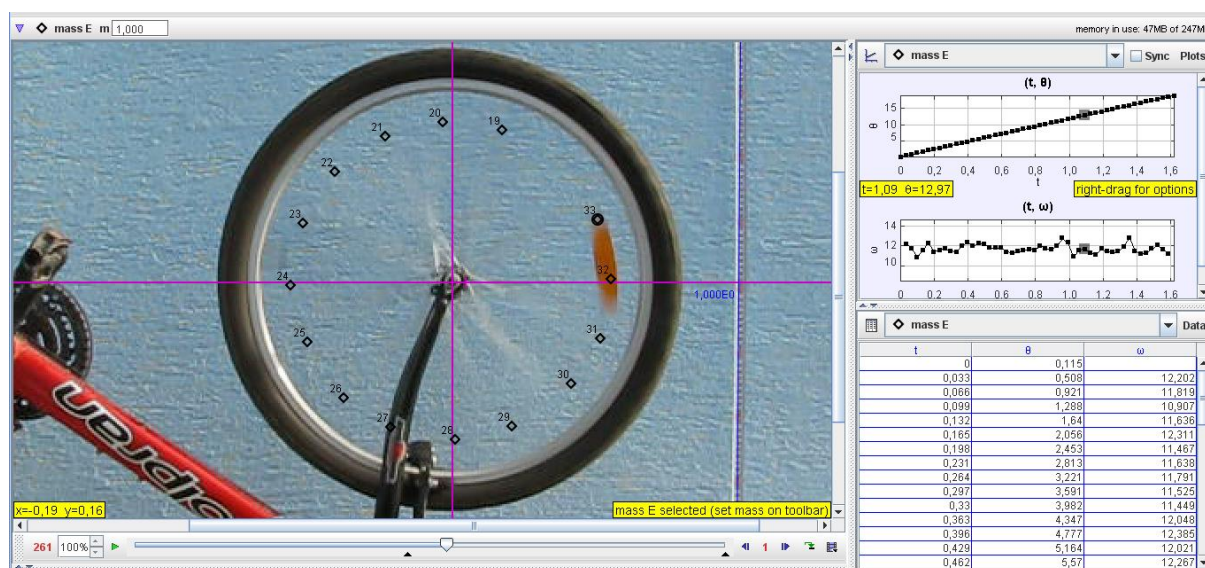 mass E m 1,000
memory in use: 47MB of 247M
mass E
Sync Plots
(t, θ)
θ
15
10
5
0 0,2 0,4 0,6 0,8 1,0 1,2 1,4 1,6
t
t=1,09 θ=12,97
right-drag for options
(t, ω)
ω
14
12
10
0 0,2 0,4 0,6 0,8 1,0 1,2 1,4 1,6
19
20
21
22
23
24
25
26
27
28
29
30
31
32
33
1,000E0
uerdion
x=-0,19 y=0,16
mass E selected (set mass on toolbar)
261 100% 1
mass E
Data
t θ ω
0 0,115
0,033 0,508 12,202
0,066 0,921 11,819
0,099 1,288 10,907
0,132 1,64 11,636
0,165 2,056 12,311
0,198 2,453 11,467
0,231 2,813 11,638
0,264 3,221 11,791
0,297 3,591 11,525
0,33 3,982 11,449
0,363 4,347 12,048
0,396 4,777 12,385
0,429 5,164 12,021
0,462 5,57 12,267